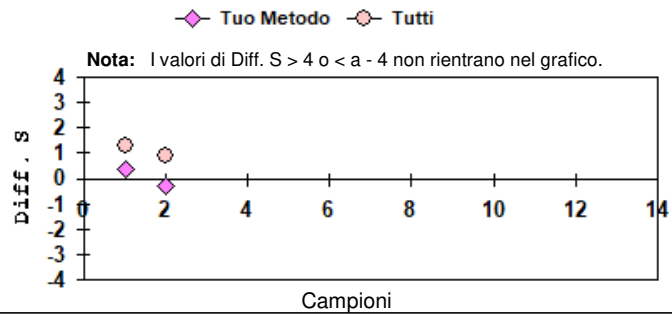 Tuo Metodo Tutti
Nota: I valori di Diff. S > 4 o < a - 4 non rientrano nel grafico.
4
3
2
1
0
-1
-2
-3
-4
Diff. S
0 2 4 6 8 10 12 14
Campioni